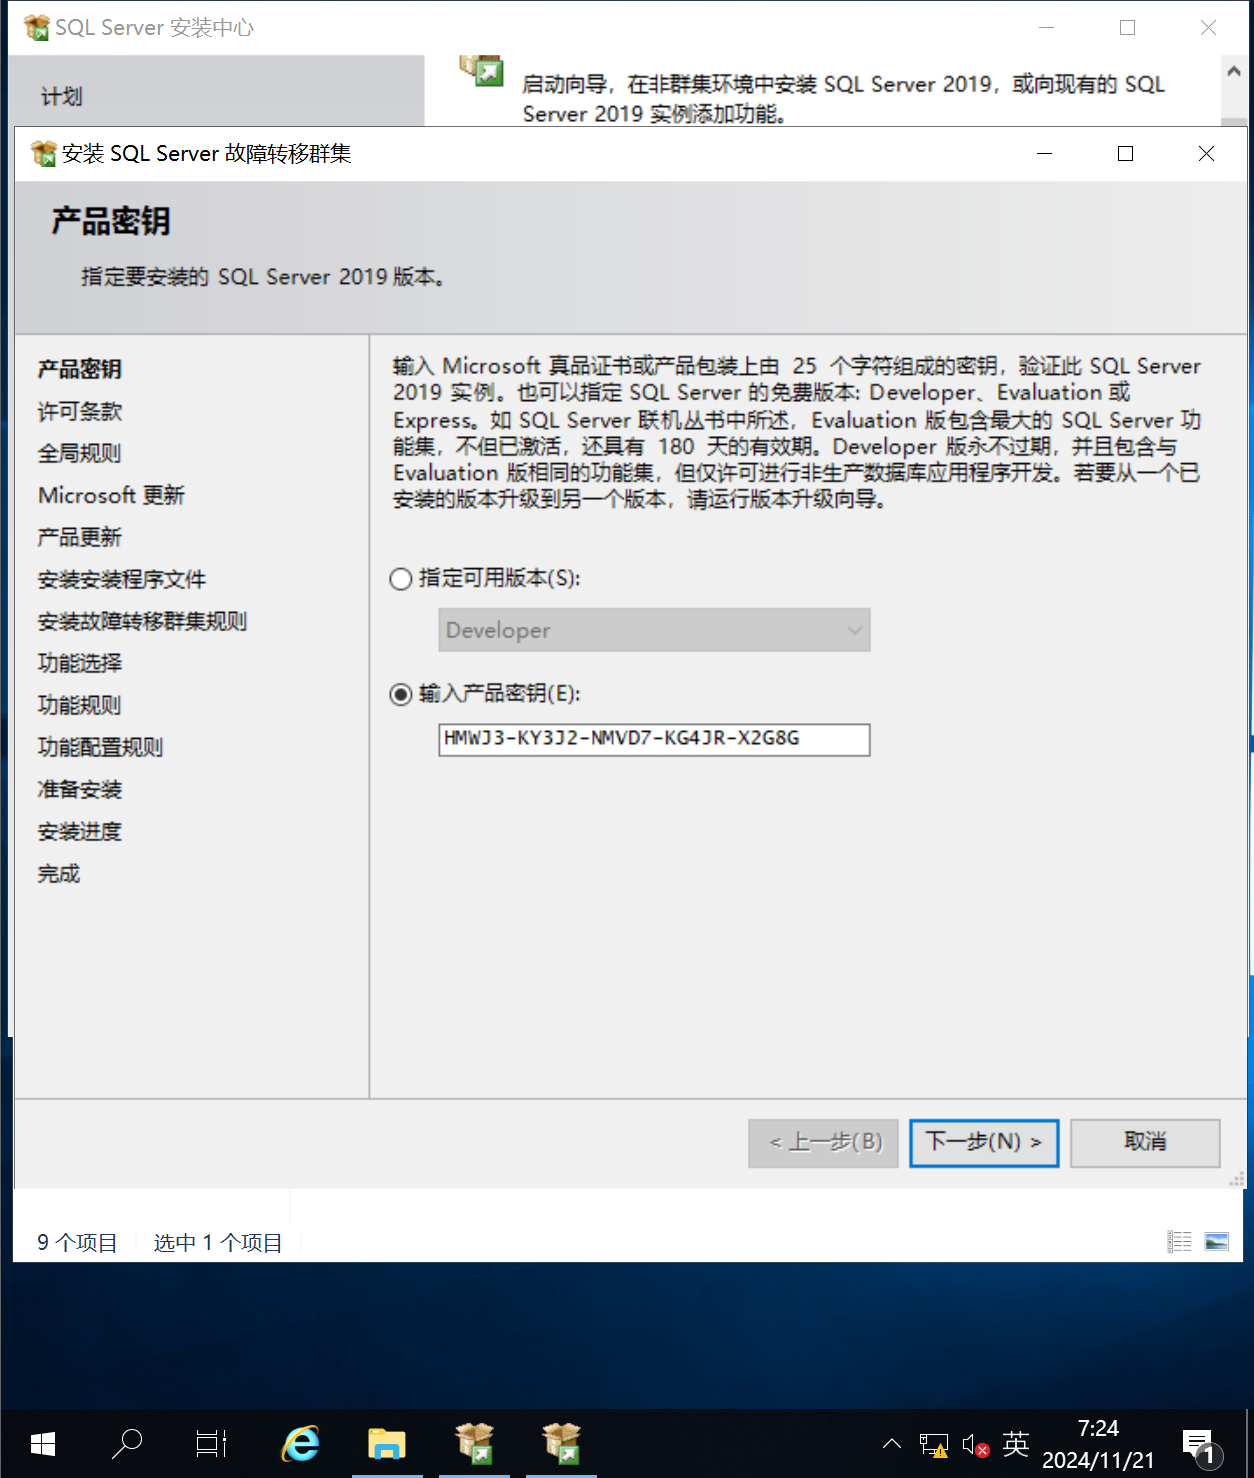 SQL Server 安装中心
计划
启动向导，在非群集环境中安装 SQL Server 2019，或向现有的 SQL
Server 2019 实例添加功能。
安装 SQL Server 故障转移群集
产品密钥
指定要安装的 SQL Server 2019 版本。
产品密钥
许可条款
全局规则
Microsoft 更新
产品更新
安装安装程序文件
安装故障转移群集规则
功能选择
功能规则
功能配置规则
准备安装
安装进度
完成
输入 Microsoft 真品证书或产品包装上由 25 个字符组成的密钥，验证此 SQL Server
2019 实例。也可以指定 SQL Server 的免费版本: Developer、Evaluation 或
Express。如 SQL Server 联机丛书中所述，Evaluation 版包含最大的 SQL Server 功
能集，不但已激活，还具有 180 天的有效期。Developer 版永不过期，并且包含与
Evaluation 版相同的功能集，但仅许可进行非生产数据库应用程序开发。若要从一个已
安装的版本升级到另一个版本，请运行版本升级向导。
指定可用版本(S):
Developer
输入产品密钥(E):
HMWJ3-KY3J2-NMVD7-KG4JR-X2G8G
< 上一步(B)
下一步(N) >
取消
9 个项目
选中 1 个项目
英
7:24
2024/11/21
1